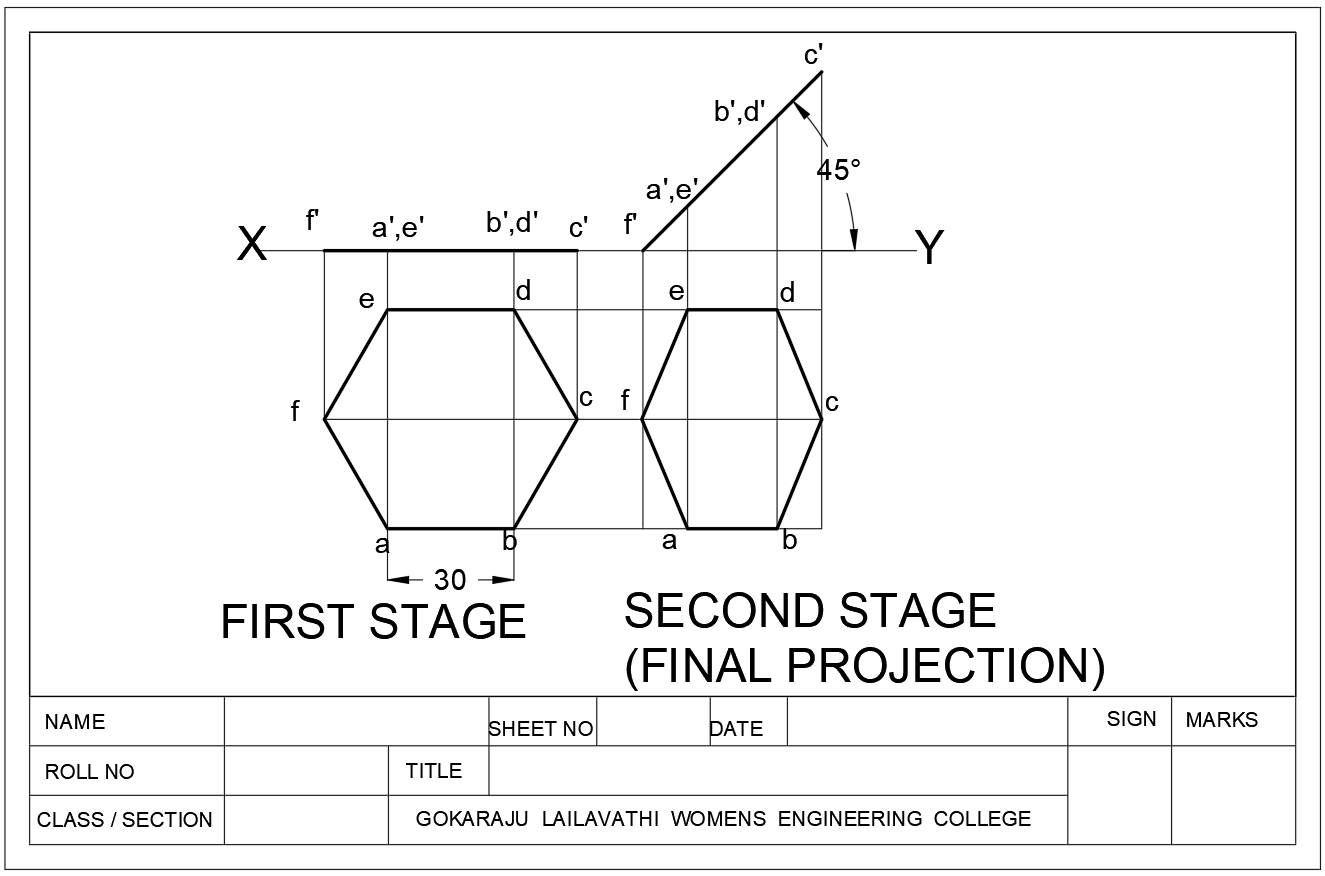 c'
b',d'
45°
a',e'
f'
a',e'
b',d'
c'
f'
X
Y
e
d
e
d
f
c
f
c
a
b
a
b
30
FIRST STAGE
SECOND STAGE
(FINAL PROJECTION)
NAME
SHEET NO
DATE
SIGN
MARKS
ROLL NO
TITLE
CLASS / SECTION
GOKARAJU LAILAVATHI WOMENS ENGINEERING COLLEGE